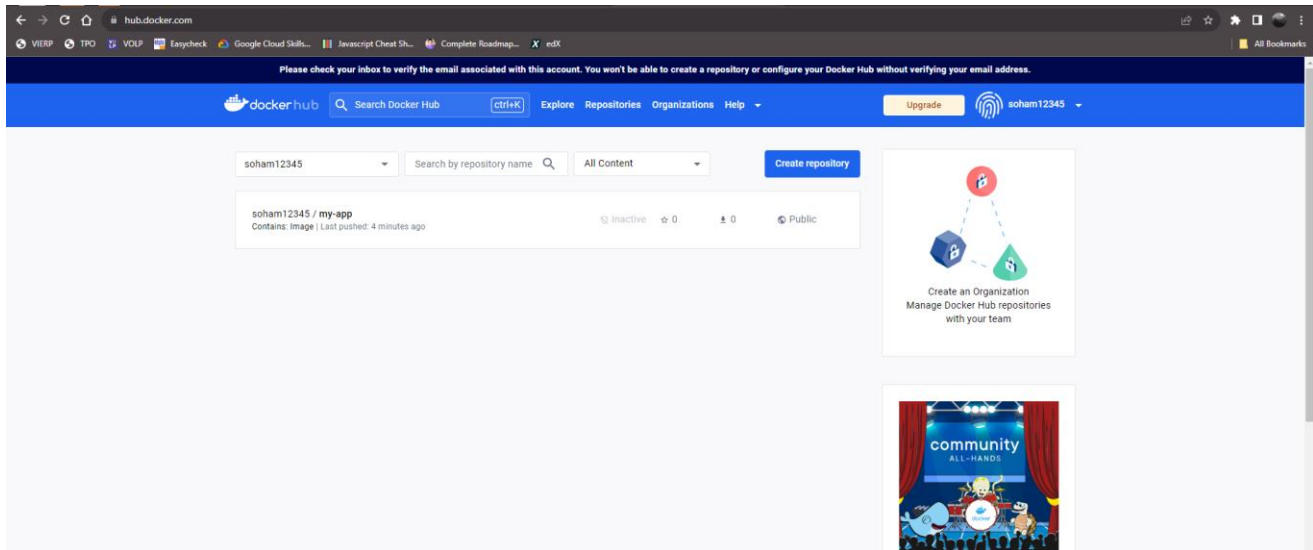 hub.docker.com
VIERP TPO VOLP Easycheck Google Cloud Skills... Javascript Cheat Sh... Complete Roadmap... edX All Bookmarks
Please check your inbox to verify the email associated with this account. You won't be able to create a repository or configure your Docker Hub without verifying your email address.
dockerhub Search Docker Hub ctrl+K Explore Repositories Organizations Help Upgrade soham12345
soham12345 Search by repository name All Content Create repository
soham12345 / my-app Inactive 0 0 Public
Contains: Image | Last pushed: 4 minutes ago
Create an Organization
Manage Docker Hub repositories
with your team
community
ALL-HANDS
docker